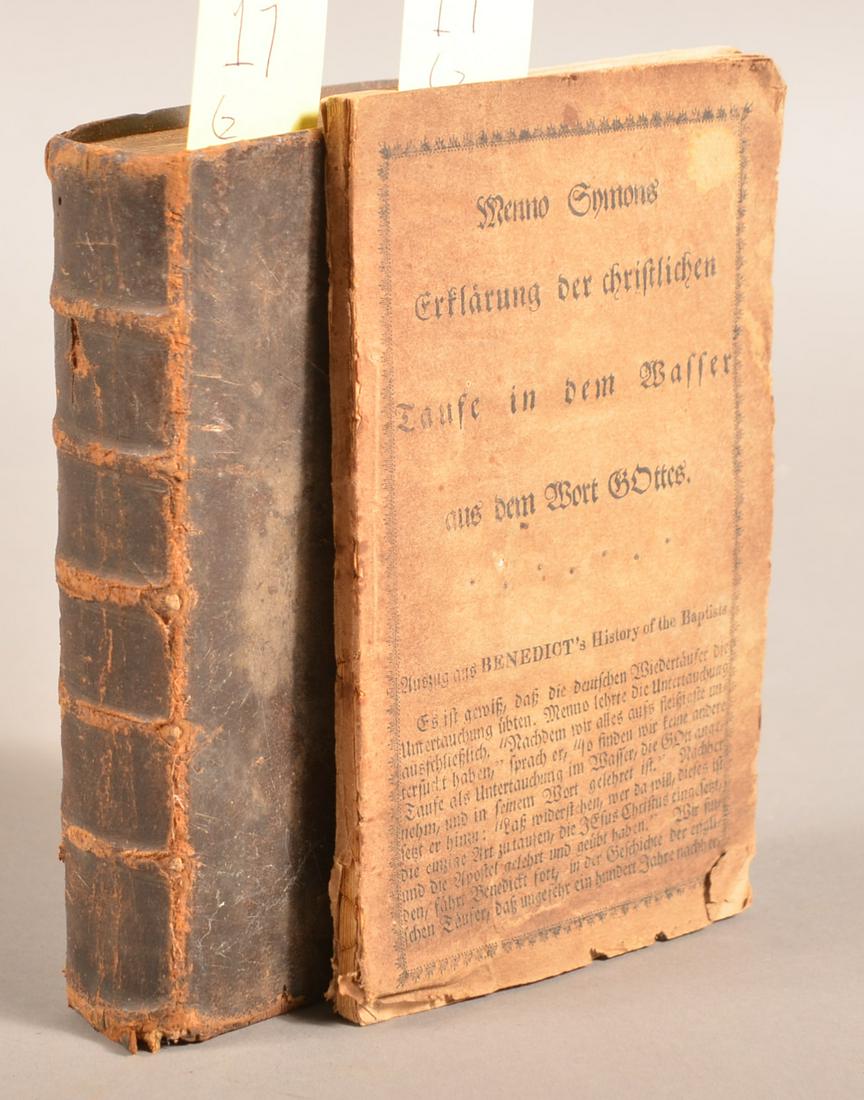 17
G
17
G
Menno Symons
Erklärung der christlichen
Taufe in dem Wasser
aus dem Wort GOttes.
Auszug aus BENEDICT's History of the Baptists
Es ist gewiß, daß die deutschen Wiedertäufer die
Untertauchung übten. Menno lehrte die Untertauchung
ausschließlich. "Nachdem wir alles aufs fleißigste un-
tersucht haben," sprach er, "so finden wir keine andere
Taufe als Untertauchung im Wasser, die GOtt ange-
nehm, und in seinem Wort gelehret ist." Nachher
setzt er hinzu: "Laß widerstehen, wer da will, dieses ist
die einzige Art zu taufen, die JEsus Christus eingesetzt,
und die Apostel gelehrt und geübt haben." Wir fin-
den, fährt Benedickt fort, in der Geschichte der engli-
schen Täufer, daß ungefehr ein hundert Jahre nachher